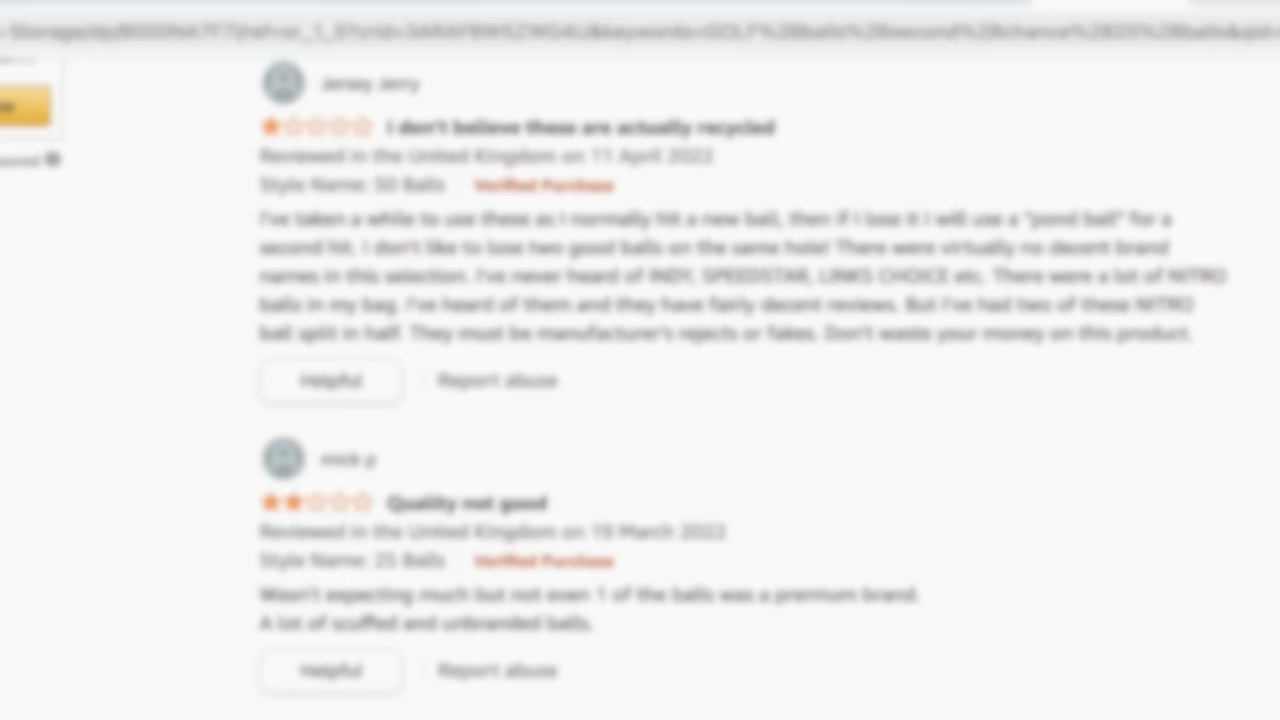 Jersey Jerry
I don't believe these are actually recycled
Reviewed in the United Kingdom on 11 April 2022
Style Name: 50 Balls Verified Purchase
I've taken a while to use these as I normally hit a new ball, then if I lose it I will use a "pond ball" for a
second hit. I don't like to lose two good balls on the same hole! There were virtually no decent brand
names in this selection. I've never heard of INDY, SPEEDSTAR, LINKS CHOICE etc. There were a lot of NITRO
balls in my bag. I've heard of them and they have fairly decent reviews. But I've had two of these NITRO
ball split in half. They must be manufacturer's rejects or fakes. Don't waste your money on this product.
Helpful Report abuse
mick p
Quality not good
Reviewed in the United Kingdom on 19 March 2022
Style Name: 25 Balls Verified Purchase
Wasn't expecting much but not even 1 of the balls was a premium brand.
A lot of scuffed and unbranded balls.
Helpful Report abuse